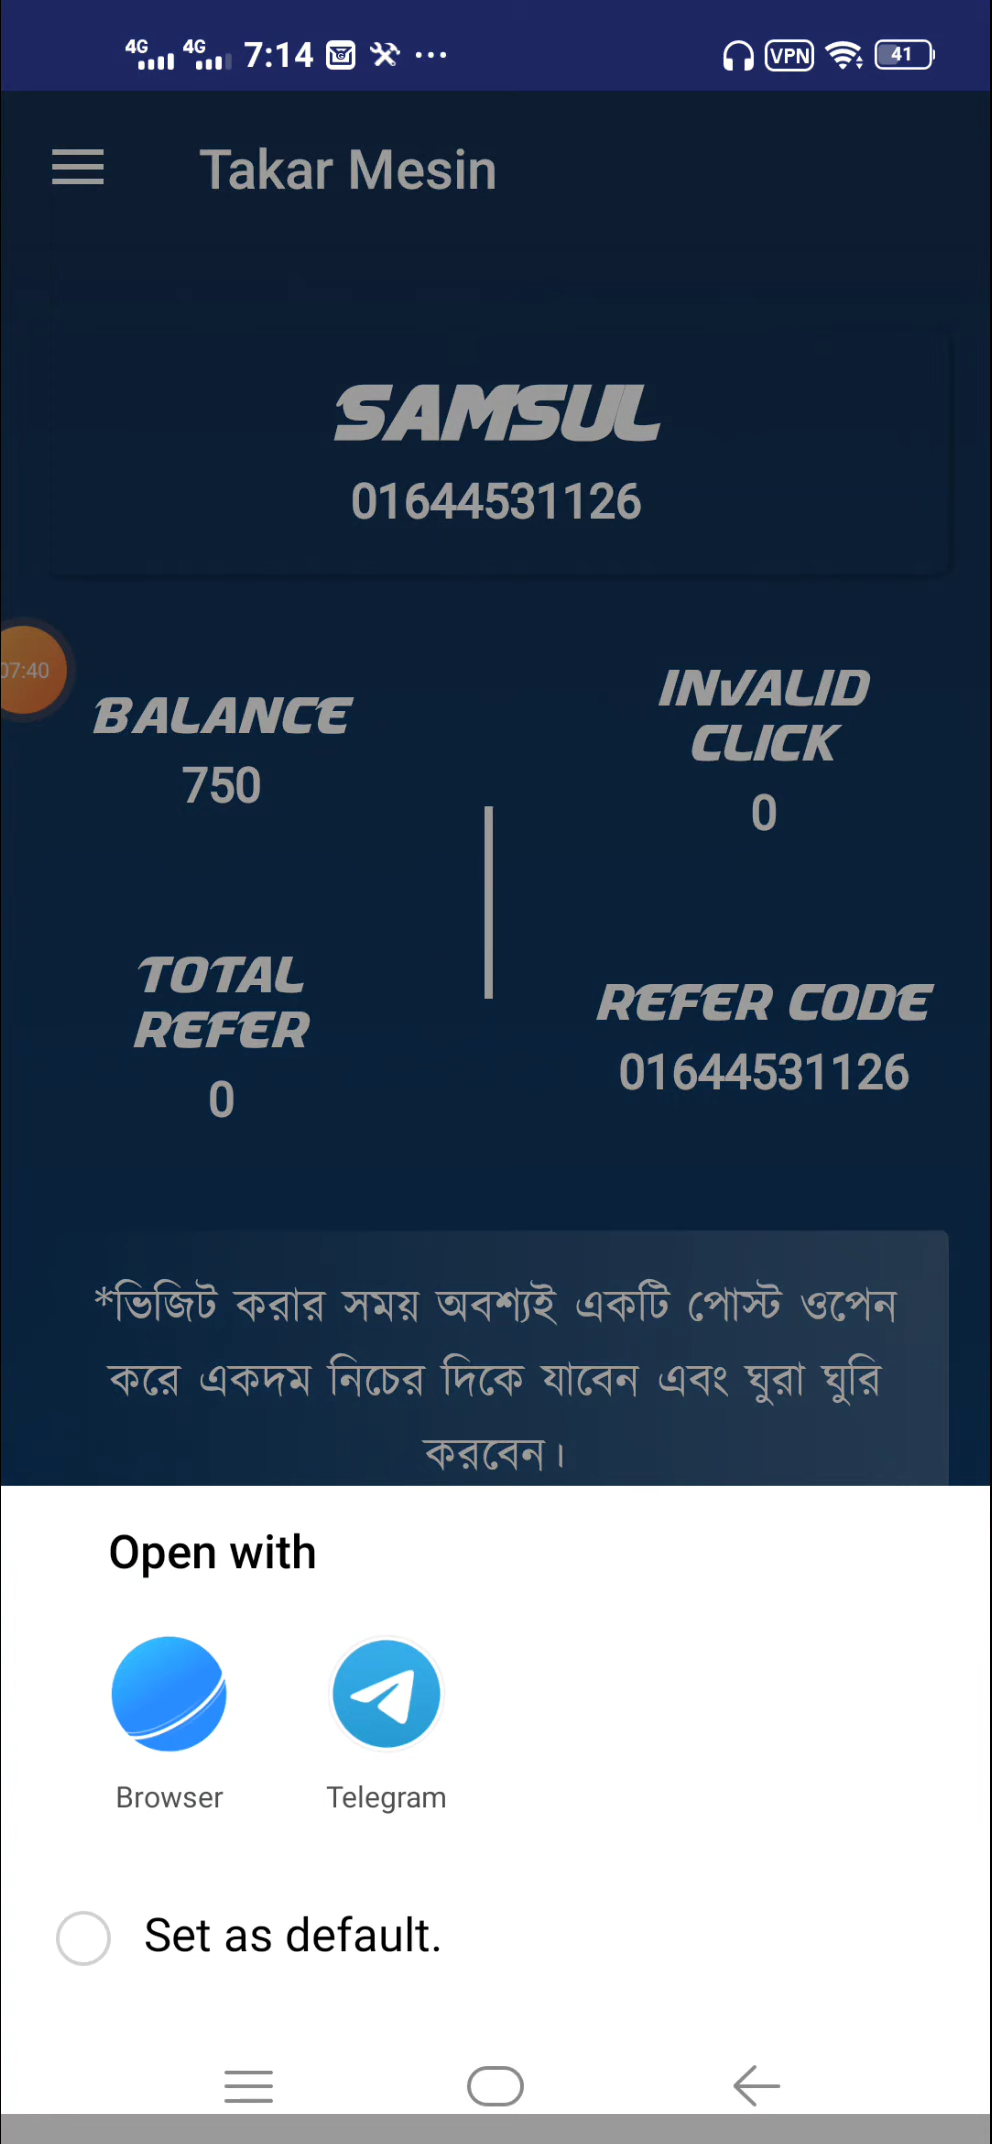 4G 4G 7:14 VPN 41
Takar Mesin
SAMSUL
01644531126
07:40
BALANCE
750
INVALID
CLICK
0
TOTAL
REFER
0
REFER CODE
01644531126
*ভিজিট করার সময় অবশ্যই একটি পোস্ট ওপেন
করে একদম নিচের দিকে যাবেন এবং ঘুরা ঘুরি
করবেন।
Open with
Browser
Telegram
Set as default.